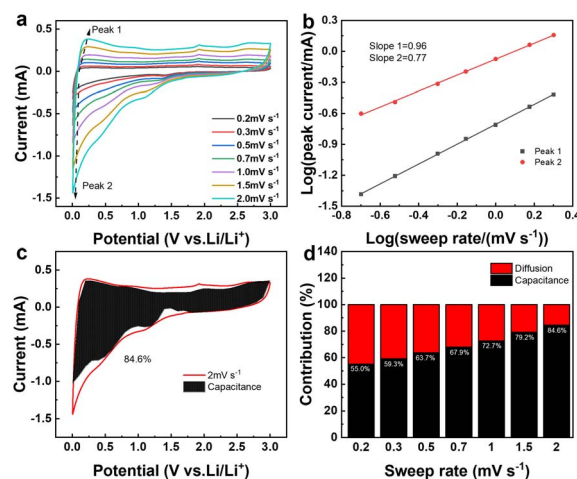 a
Peak 1
Peak 2
0.2mV s⁻¹
0.3mV s⁻¹
0.5mV s⁻¹
0.7mV s⁻¹
1.0mV s⁻¹
1.5mV s⁻¹
2.0mV s⁻¹
Current (mA)
0.5
0.0
-0.5
-1.0
-1.5
0.0 0.5 1.0 1.5 2.0 2.5 3.0
Potential (V vs.Li/Li⁺)
b
Slope 1=0.96
Slope 2=0.77
Peak 1
Peak 2
Log(peak current/mA)
0.3
0.0
-0.3
-0.6
-0.9
-1.2
-1.5
-0.8 -0.6 -0.4 -0.2 0.0 0.2 0.4
Log(sweep rate/(mV s⁻¹))
c
84.6%
2mV s⁻¹
Capacitance
Current (mA)
0.5
0.0
-0.5
-1.0
-1.5
0.0 0.5 1.0 1.5 2.0 2.5 3.0
Potential (V vs.Li/Li⁺)
d
Diffusion
Capacitance
Contribution (%)
140
120
100
80
60
40
20
0
55.0% 59.3% 63.7% 67.9% 72.7% 79.2% 84.6%
0.2 0.3 0.5 0.7 1 1.5 2
Sweep rate (mV s⁻¹)